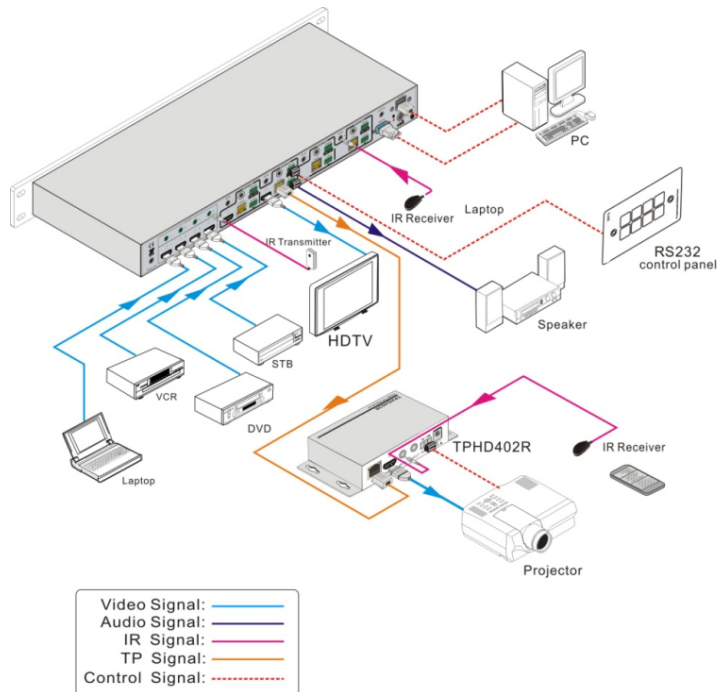 PC
IR Receiver
Laptop
RS232
control panel
IR Transmitter
Speaker
HDTV
STB
VCR
DVD
TPHD402R
IR Receiver
Laptop
Projector
Video Signal:
Audio Signal:
IR Signal:
TP Signal:
Control Signal: